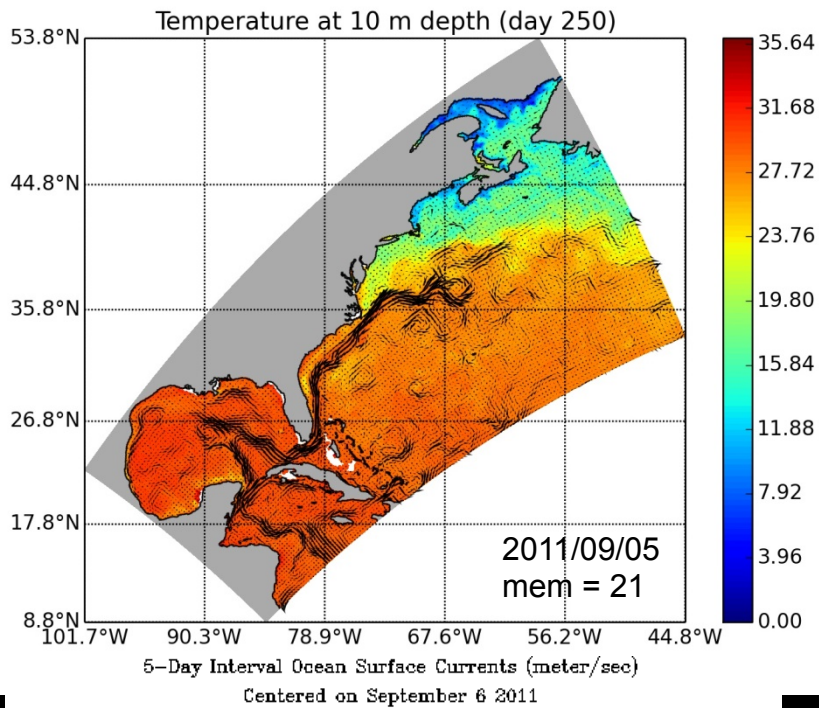 Temperature at 10 m depth (day 250)
53.8°N
44.8°N
35.8°N
26.8°N
17.8°N
8.8°N
101.7°W 90.3°W 78.9°W 67.6°W 56.2°W 44.8°W
35.64
31.68
27.72
23.76
19.80
15.84
11.88
7.92
3.96
0.00
2011/09/05
mem = 21
5-Day Interval Ocean Surface Currents (meter/sec)
Centered on September 6 2011